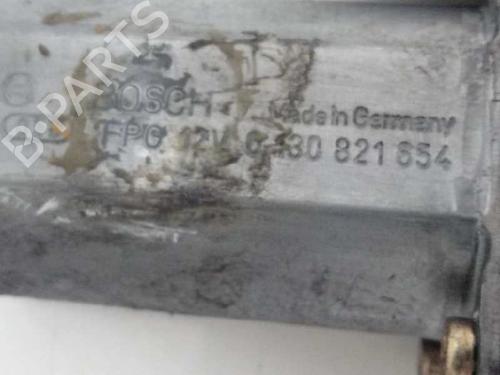 BOSCH Made in Germany
FPG 12V 0 130 821 654
B-PARTS